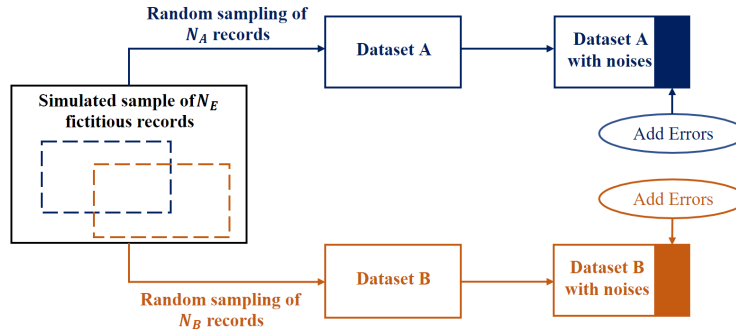 Random sampling of
N_A records
Dataset A
Dataset A
with noises
Simulated sample of N_E
fictitious records
Add Errors
Add Errors
Dataset B
Dataset B
with noises
Random sampling of
N_B records